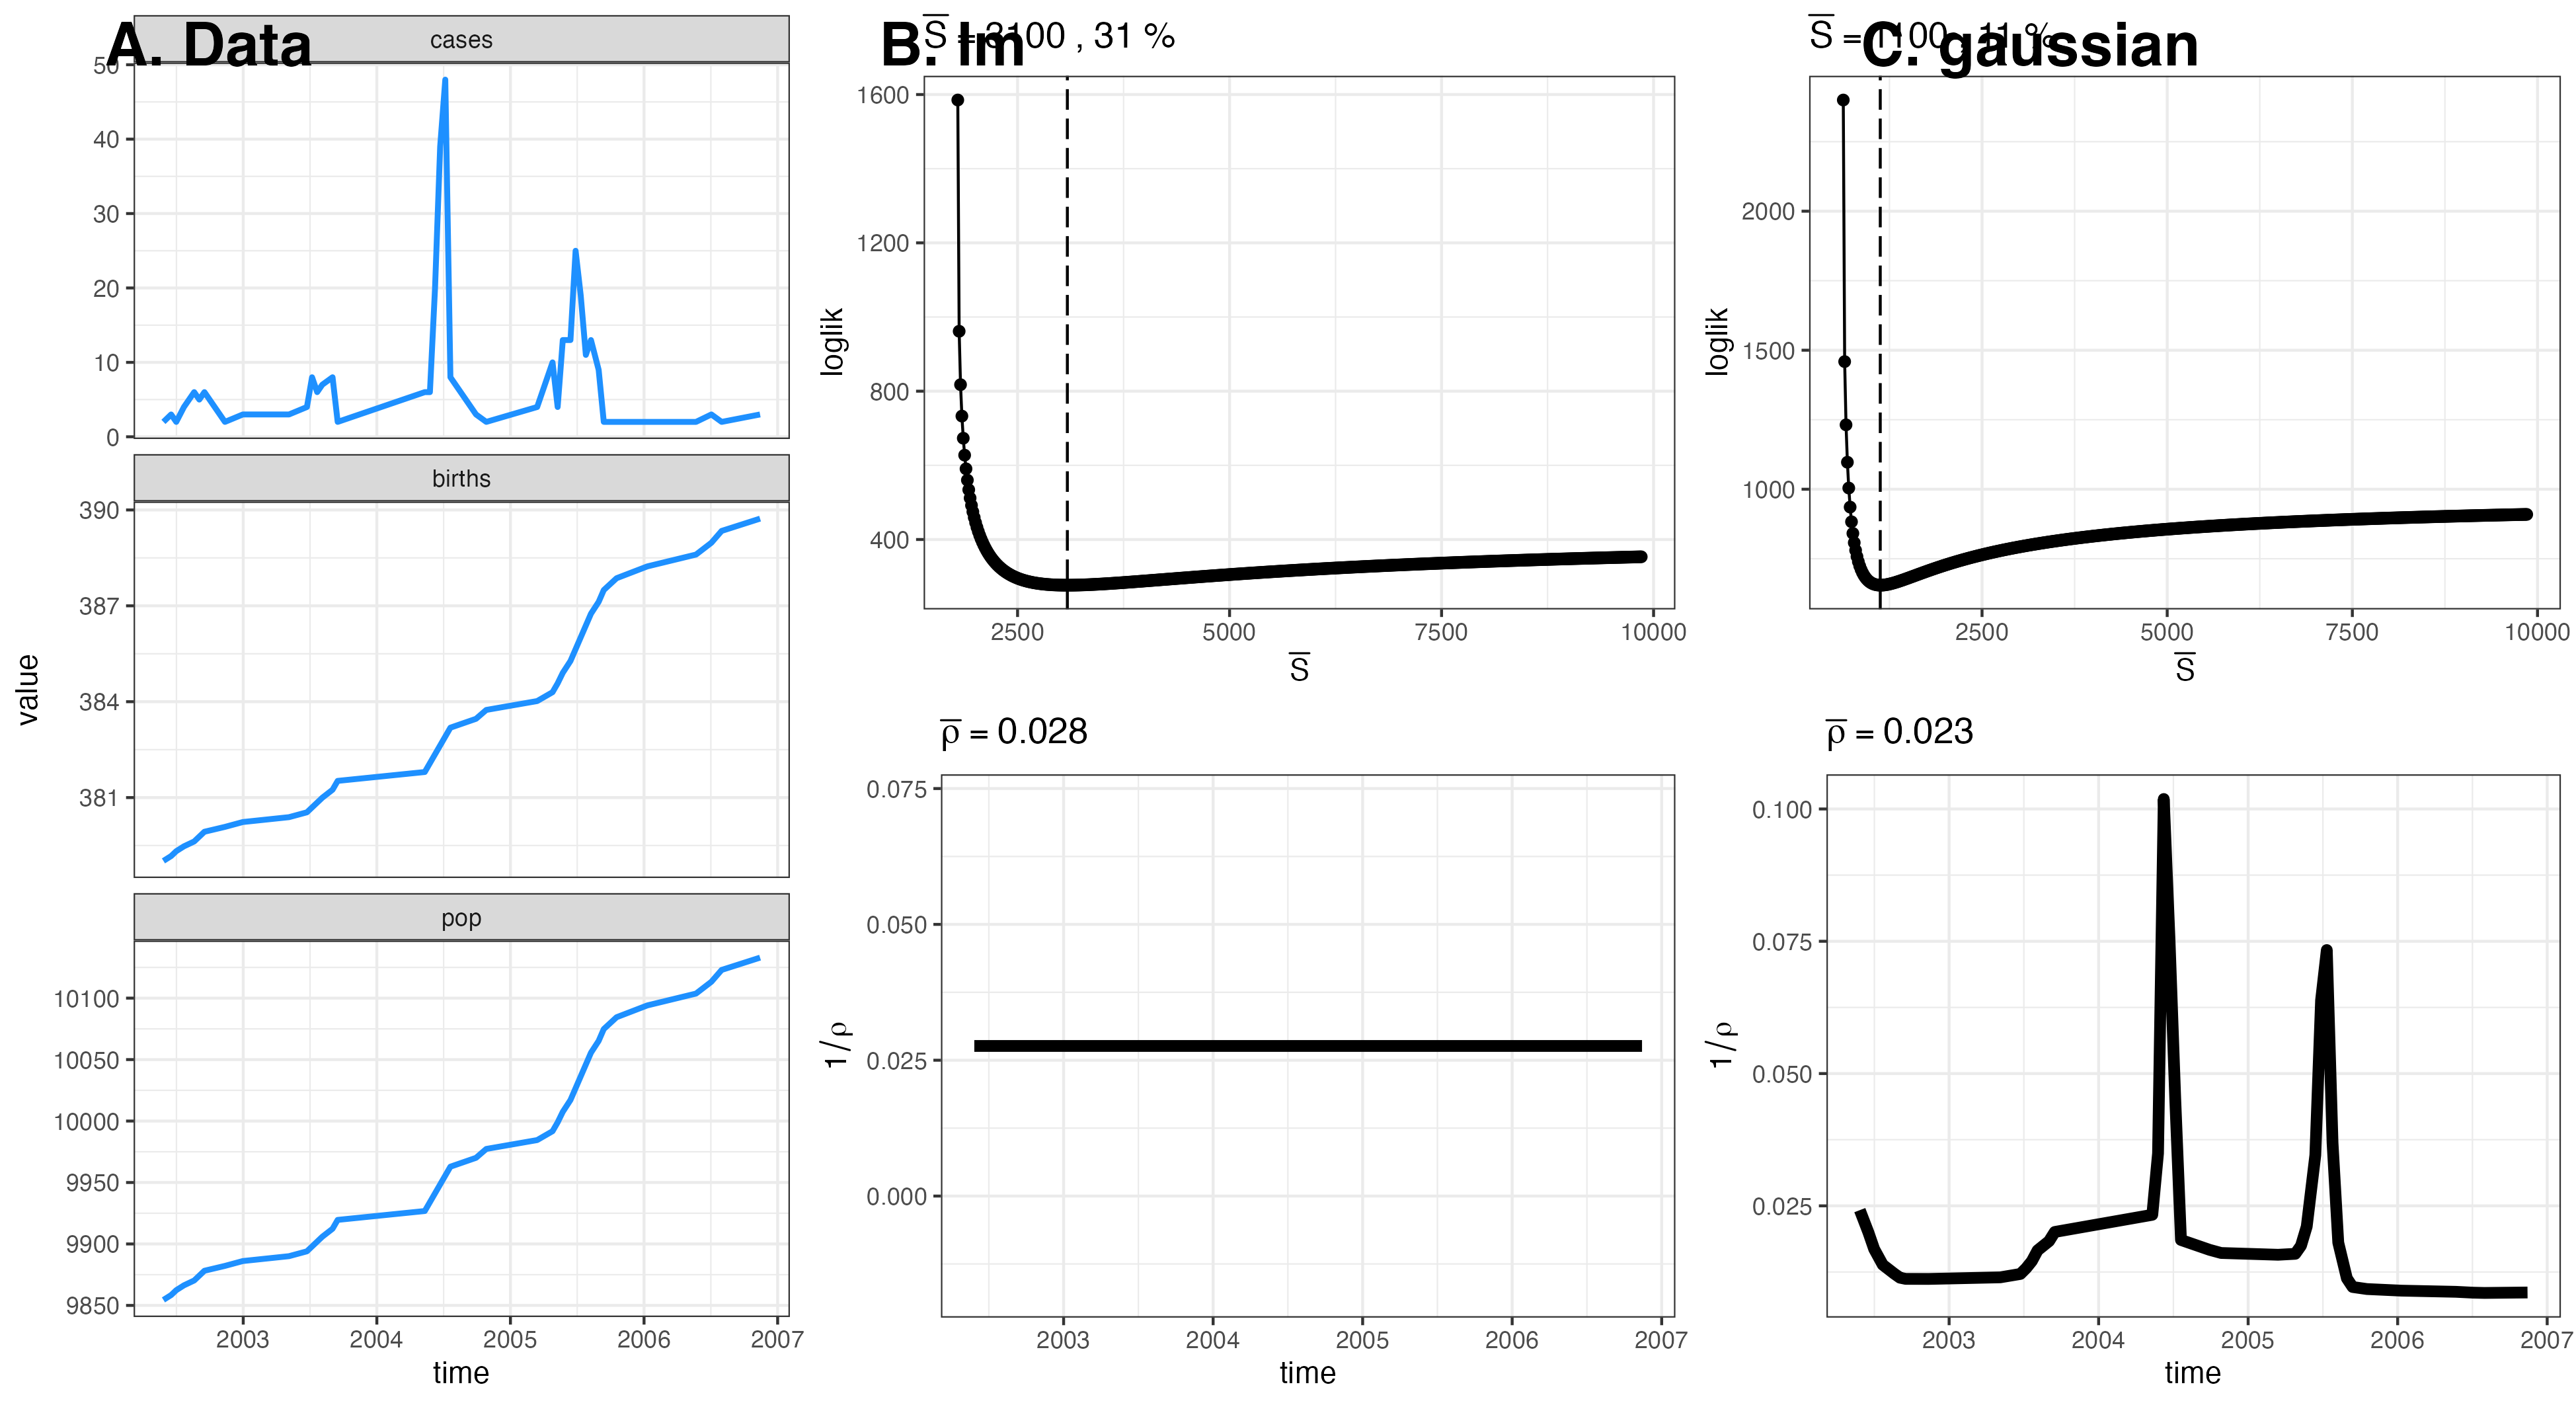 A. Data
cases
50
40
30
20
10
0
births
390
387
384
381
pop
10100
10050
10000
9950
9900
9850
value
2003 2004 2005 2006 2007
time
B. lm
S̅ = 3100 , 31 %
1600
1200
800
400
loglik
2500 5000 7500 10000
S̅
ρ̅ = 0.028
0.075
0.050
0.025
0.000
1/ρ
2003 2004 2005 2006 2007
time
C. gaussian
S̅ = 1100 , 11 %
2000
1500
1000
loglik
2500 5000 7500 10000
S̅
ρ̅ = 0.023
0.100
0.075
0.050
0.025
1/ρ
2003 2004 2005 2006 2007
time